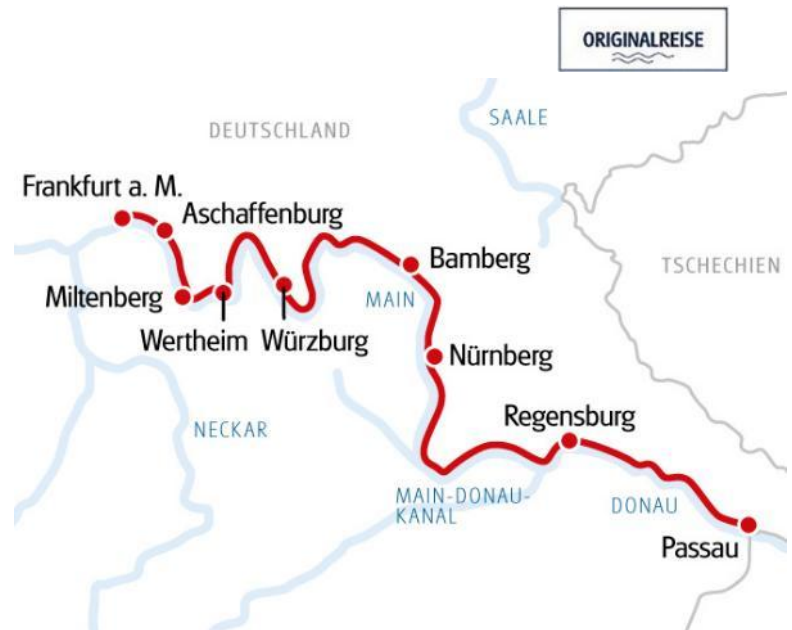 ORIGINALREISE
SAALE
DEUTSCHLAND
Frankfurt a. M.
Aschaffenburg
Bamberg
TSCHECHIEN
Miltenberg
MAIN
Wertheim
Würzburg
Nürnberg
Regensburg
NECKAR
MAIN-DONAU-
KANAL
DONAU
Passau